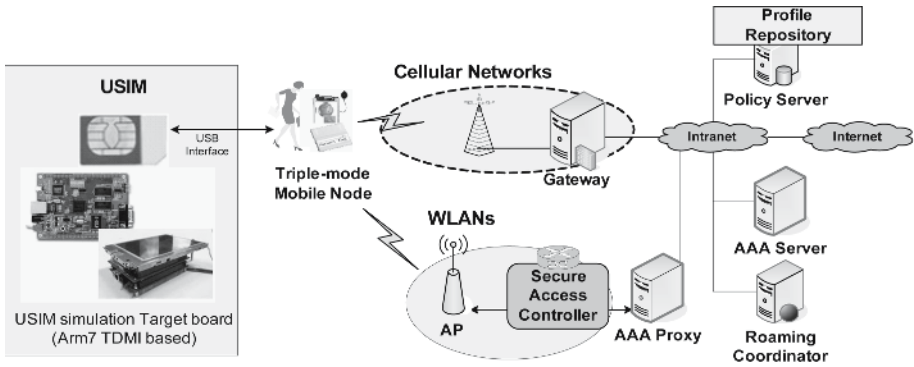 Profile
Repository
Policy Server
USIM
USB
Interface
USIM simulation Target board
(Arm7 TDMI based)
Triple-mode
Mobile Node
Cellular Networks
Gateway
Intranet
Internet
WLANs
AP
Secure
Access
Controller
AAA Proxy
AAA Server
Roaming
Coordinator